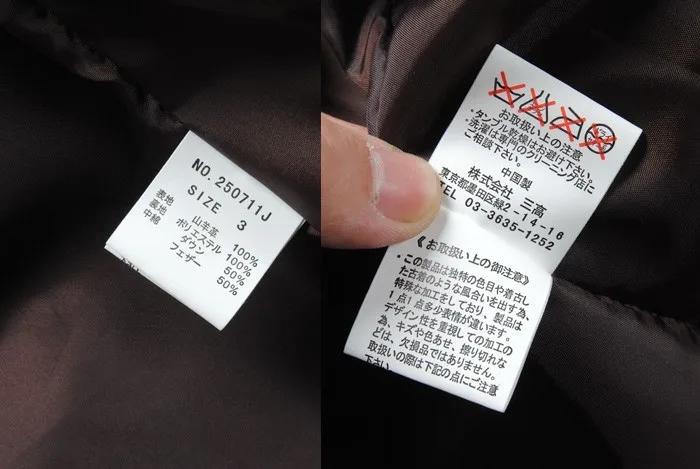 NO. 250711J
SIZE 3
表地 山羊革 100%
裏地 ポリエステル 100%
中綿 ダウン 50%
フェザー 50%
お取扱い上の注意
・タンブル乾燥はお避け下さい。
・洗濯は専門のクリーニング店に
ご相談下さい。
中国製
株式会社 三高
東京都墨田区緑2-14-16
TEL 03-3635-1252
《お取扱い上の御注意》
・この製品は独特の色目や着古し
た古着のような風合いを出す為、
特殊な加工をしており、製品は
1点1点多少表情が違います。
デザイン性を重視しての加工の
為、キズや色あせ、擦り切れな
どは、欠損品ではありません。
お取扱いの際は下記の点にご注意
下さい